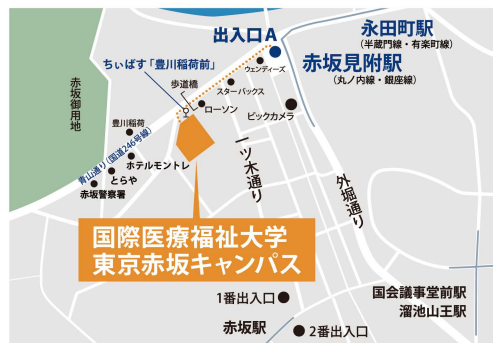 永田町駅
(半蔵門線・有楽町線)
出入口A
赤坂見附駅
(丸ノ内線・銀座線)
ちぃばす「豊川稲荷前」
ウェンディーズ
スターバックス
歩道橋
ローソン
ビックカメラ
赤坂御用地
豊川稲荷
青山通り(国道246号線)
ホテルモントレ
とらや
赤坂警察署
一ツ木通り
外堀通り
国際医療福祉大学
東京赤坂キャンパス
国会議事堂前駅
溜池山王駅
1番出入口
赤坂駅
2番出入口